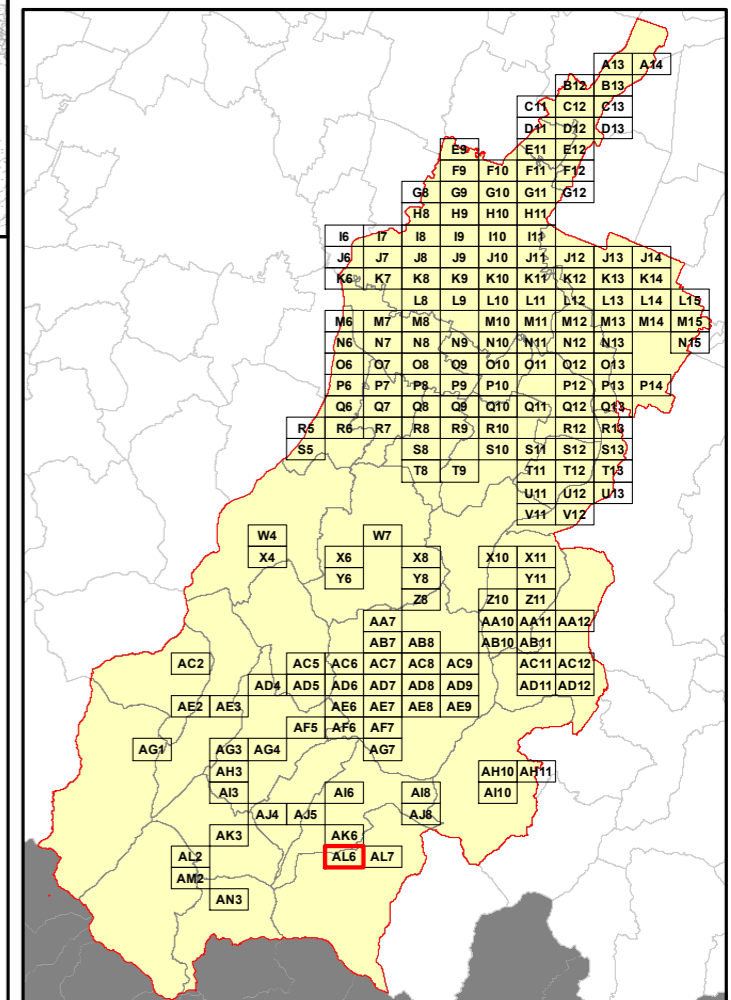 A13 A14
B12 B13
C11 C12 C13
D11 D12 D13
E9 E11 E12
F9 F10 F11 F12
G8 G9 G10 G11 G12
H8 H9 H10 H11
I6 I7 I8 I9 I10 I11
J6 J7 J8 J9 J10 J11 J12 J13 J14
K6 K7 K8 K9 K10 K11 K12 K13 K14
L8 L9 L10 L11 L12 L13 L14 L15
M6 M7 M8 M10 M11 M12 M13 M14 M15
N6 N7 N8 N9 N10 N11 N12 N13 N15
O6 O7 O8 O9 O10 O11 O12 O13
P6 P7 P8 P9 P10 P12 P13 P14
Q6 Q7 Q8 Q9 Q10 Q11 Q12 Q13
R5 R6 R7 R8 R9 R10 R12 R13
S5 S8 S10 S11 S12 S13
T8 T9 T11 T12 T13
U11 U12 U13
V11 V12
W4 W7
X4 X6 X8 X10 X11
Y6 Y8 Y11
Z8 Z10 Z11
AA7 AA10 AA11 AA12
AB7 AB8 AB10 AB11
AC2 AC5 AC6 AC7 AC8 AC9 AC11 AC12
AD4 AD5 AD6 AD7 AD8 AD9 AD11 AD12
AE2 AE3 AE6 AE7 AE8 AE9
AF5 AF6 AF7
AG1 AG3 AG4 AG7
AH3 AH10 AH11
AI3 AI6 AI8 AI10
AJ4 AJ5 AJ8
AK3 AK6
AL2 AL6 AL7
AM2
AN3